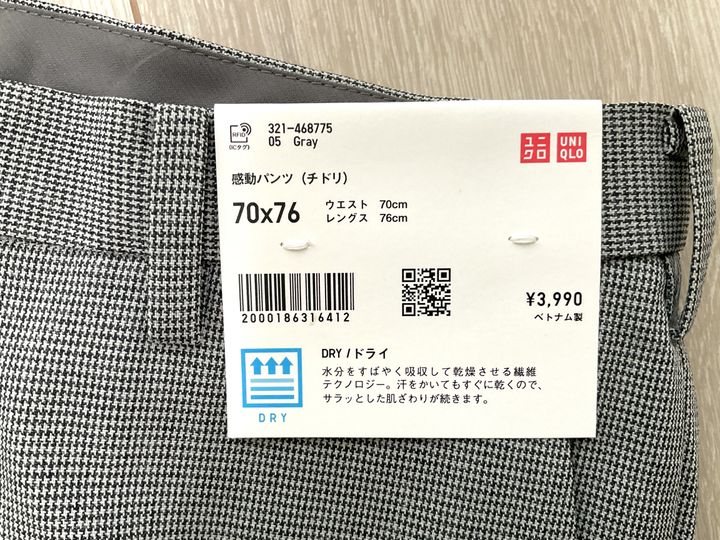 RFID
(ICタグ)
321-468775
05 Gray
ユニ
クロ
UNI
QLO
感動パンツ (チドリ)
70x76
ウエスト 70cm
レングス 76cm
2000186316412
¥3,990
ベトナム製
DRY
DRY / ドライ
水分をすばやく吸収して乾燥させる繊維
テクノロジー。汗をかいてもすぐに乾くので、
サラッとした肌ざわりが続きます。